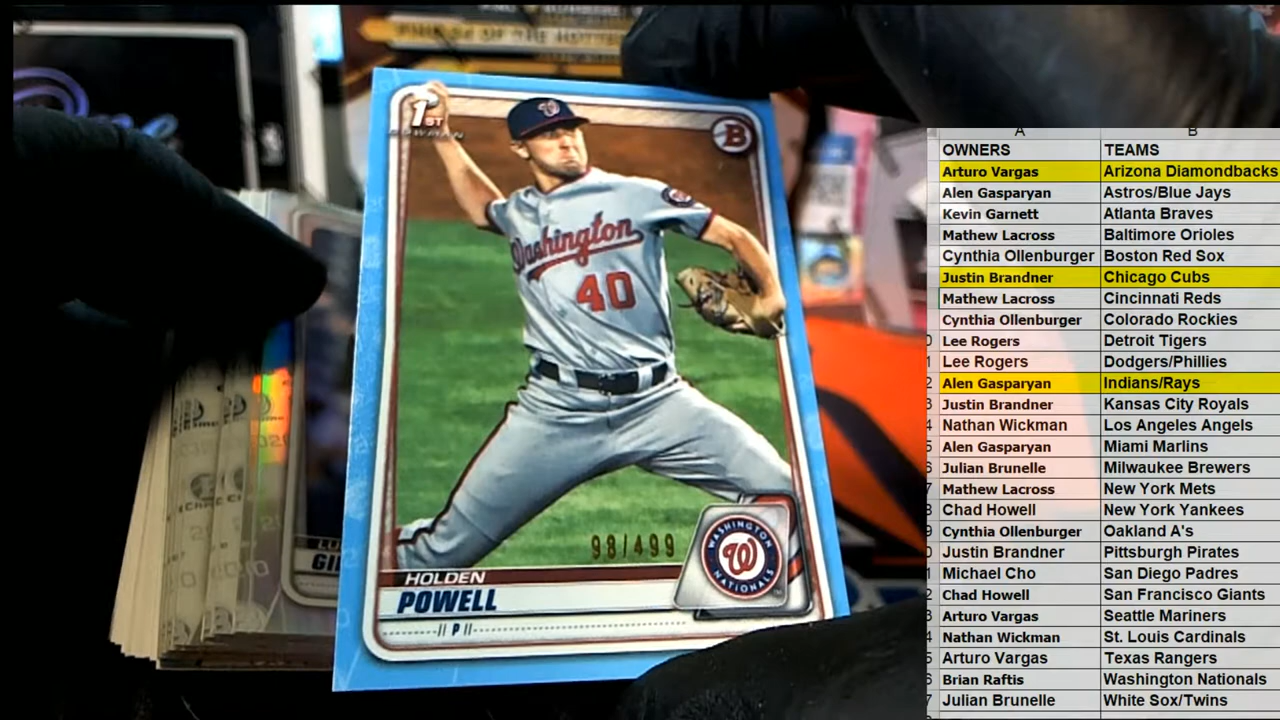 1ST
BOWMAN
B
W
Washington
40
98/499
WASHINGTON
W
NATIONALS
HOLDEN
POWELL
P
A B
OWNERS TEAMS
Arturo Vargas Arizona Diamondbacks
Alen Gasparyan Astros/Blue Jays
Kevin Garnett Atlanta Braves
Mathew Lacross Baltimore Orioles
Cynthia Ollenburger Boston Red Sox
Justin Brandner Chicago Cubs
Mathew Lacross Cincinnati Reds
Cynthia Ollenburger Colorado Rockies
Lee Rogers Detroit Tigers
Lee Rogers Dodgers/Phillies
Alen Gasparyan Indians/Rays
Justin Brandner Kansas City Royals
Nathan Wickman Los Angeles Angels
Alen Gasparyan Miami Marlins
Julian Brunelle Milwaukee Brewers
Mathew Lacross New York Mets
Chad Howell New York Yankees
Cynthia Ollenburger Oakland A's
Justin Brandner Pittsburgh Pirates
Michael Cho San Diego Padres
Chad Howell San Francisco Giants
Arturo Vargas Seattle Mariners
Nathan Wickman St. Louis Cardinals
Arturo Vargas Texas Rangers
Brian Raftis Washington Nationals
Julian Brunelle White Sox/Twins